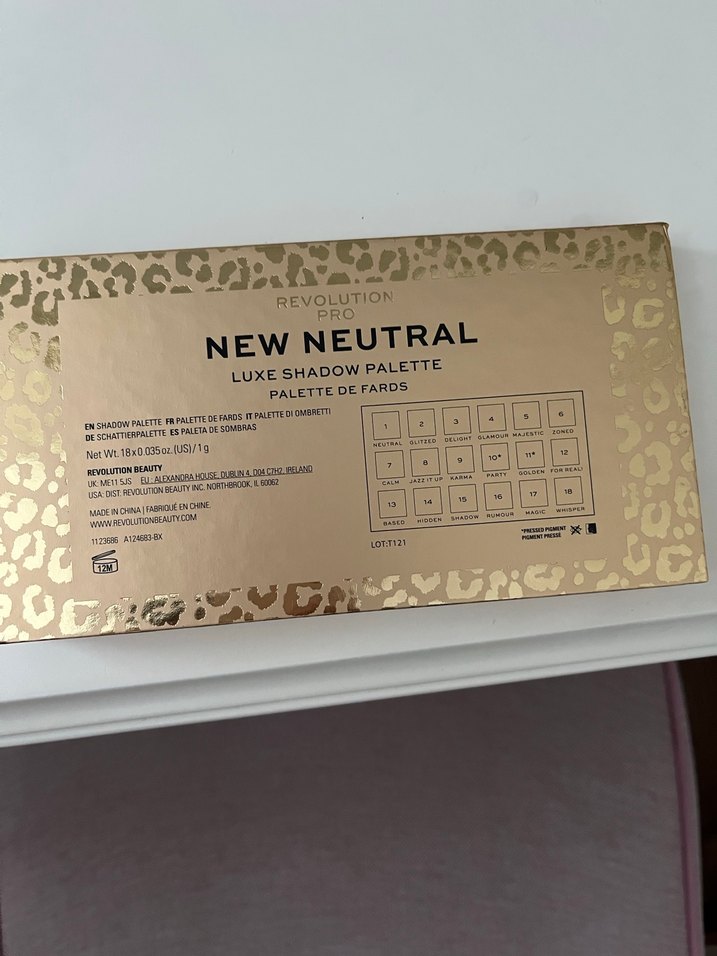 REVOLUTION
PRO
NEW NEUTRAL
LUXE SHADOW PALETTE
PALETTE DE FARDS
EN SHADOW PALETTE FR PALETTE DE FARDS IT PALETTE DI OMBRETTI
DE SCHATTIERPALETTE ES PALETA DE SOMBRAS
Net Wt. 18 x 0.035 oz. (US) / 1 g
REVOLUTION BEAUTY
UK: ME11 5JS EU: ALEXANDRA HOUSE, DUBLIN 4, D04 C7H2, IRELAND
USA: DIST. REVOLUTION BEAUTY INC. NORTHBROOK, IL 60062
MADE IN CHINA | FABRIQUÉ EN CHINE.
WWW.REVOLUTIONBEAUTY.COM
1123686 A124683-BX
12M
1 2 3 4 5 6
NEUTRAL GLITZED DELIGHT GLAMOUR MAJESTIC ZONED
7 8 9 10* 11* 12
CALM JAZZ IT UP KARMA PARTY GOLDEN FOR REAL!
13 14 15 16 17 18
BASED HIDDEN SHADOW RUMOUR MAGIC WHISPER
LOT:T121
*PRESSED PIGMENT
PIGMENT PRESSÉ